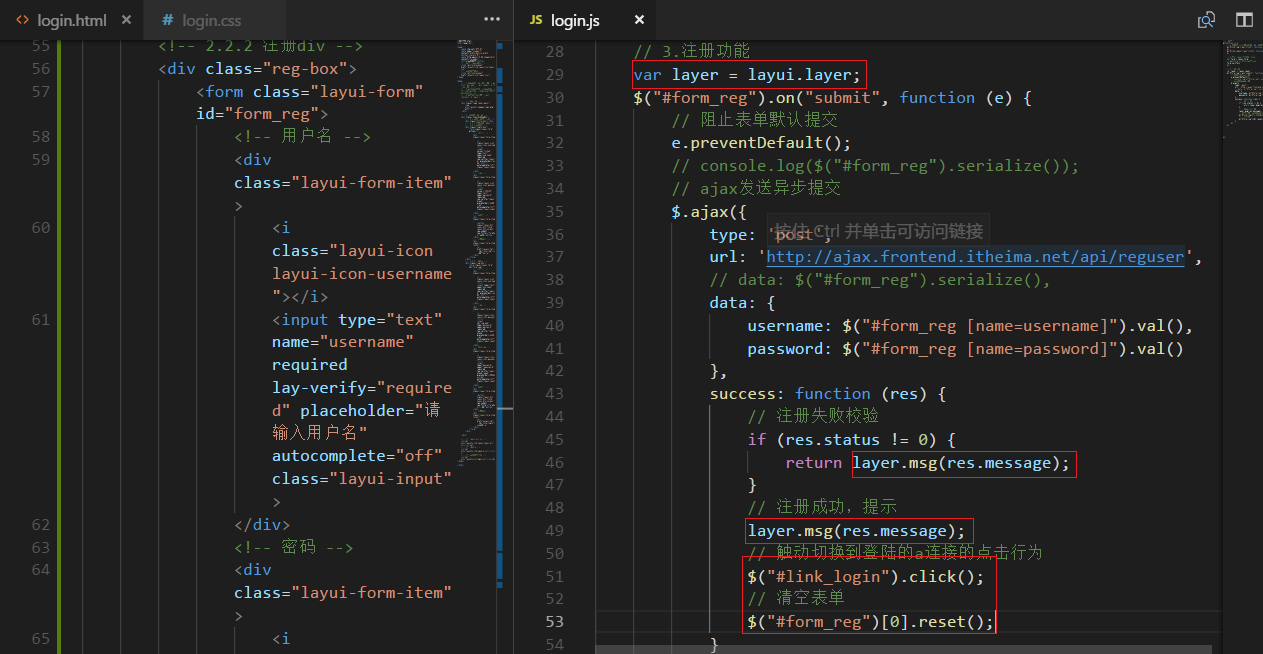 login.html
login.css
55 <!-- 2.2.2 注册div -->
56 <div class="reg-box">
57 <form class="layui-form"
id="form_reg">
58 <!-- 用户名 -->
59 <div
class="layui-form-item"
>
60 <i
class="layui-icon
layui-icon-username
"></i>
61 <input type="text"
name="username"
required
lay-verify="require
d" placeholder="请
输入用户名"
autocomplete="off"
class="layui-input"
>
62 </div>
63 <!-- 密码 -->
64 <div
class="layui-form-item"
>
65 <i
JS login.js
28 // 3.注册功能
29 var layer = layui.layer;
30 $("#form_reg").on("submit", function (e) {
31 // 阻止表单默认提交
32 e.preventDefault();
33 // console.log($("#form_reg").serialize());
34 // ajax发送异步提交
35 $.ajax({
按住 Ctrl 并单击可访问链接
36 type: 'post',
37 url: 'http://ajax.frontend.itheima.net/api/reguser',
38 // data: $("#form_reg").serialize(),
39 data: {
40 username: $("#form_reg [name=username]").val(),
41 password: $("#form_reg [name=password]").val()
42 },
43 success: function (res) {
44 // 注册失败校验
45 if (res.status != 0) {
46 return layer.msg(res.message);
47 }
48 // 注册成功，提示
49 layer.msg(res.message);
50 // 触动切换到登陆的a连接的点击行为
51 $("#link_login").click();
52 // 清空表单
53 $("#form_reg")[0].reset();
54 }